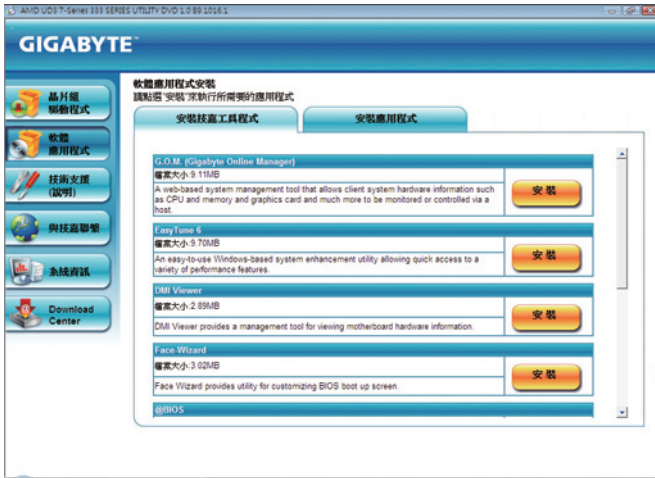 AMD UD3 7-Series 333 SERIES UTILITY DVD 1.0 B9.1016.1
GIGABYTE™
晶片組
驅動程式
軟體
應用程式
技術支援
(說明)
與技嘉聯繫
系統資訊
Download
Center
軟體應用程式安裝
請點選"安裝"來執行所需要的應用程式
安裝技嘉工具程式
安裝應用程式
G.O.M. (Gigabyte Online Manager)
檔案大小:9.11MB
A web-based system management tool that allows client system hardware information such
as CPU and memory and graphics card and much more to be monitored or controlled via a
host.
安裝
EasyTune 6
檔案大小:9.70MB
An easy-to-use Windows-based system enhancement utility allowing quick access to a
variety of performance features.
安裝
DMI Viewer
檔案大小:2.89MB
DMI Viewer provides a management tool for viewing motherboard hardware information.
安裝
Face-Wizard
檔案大小:3.02MB
Face Wizard provides utility for customizing BIOS boot up screen.
安裝
@BIOS